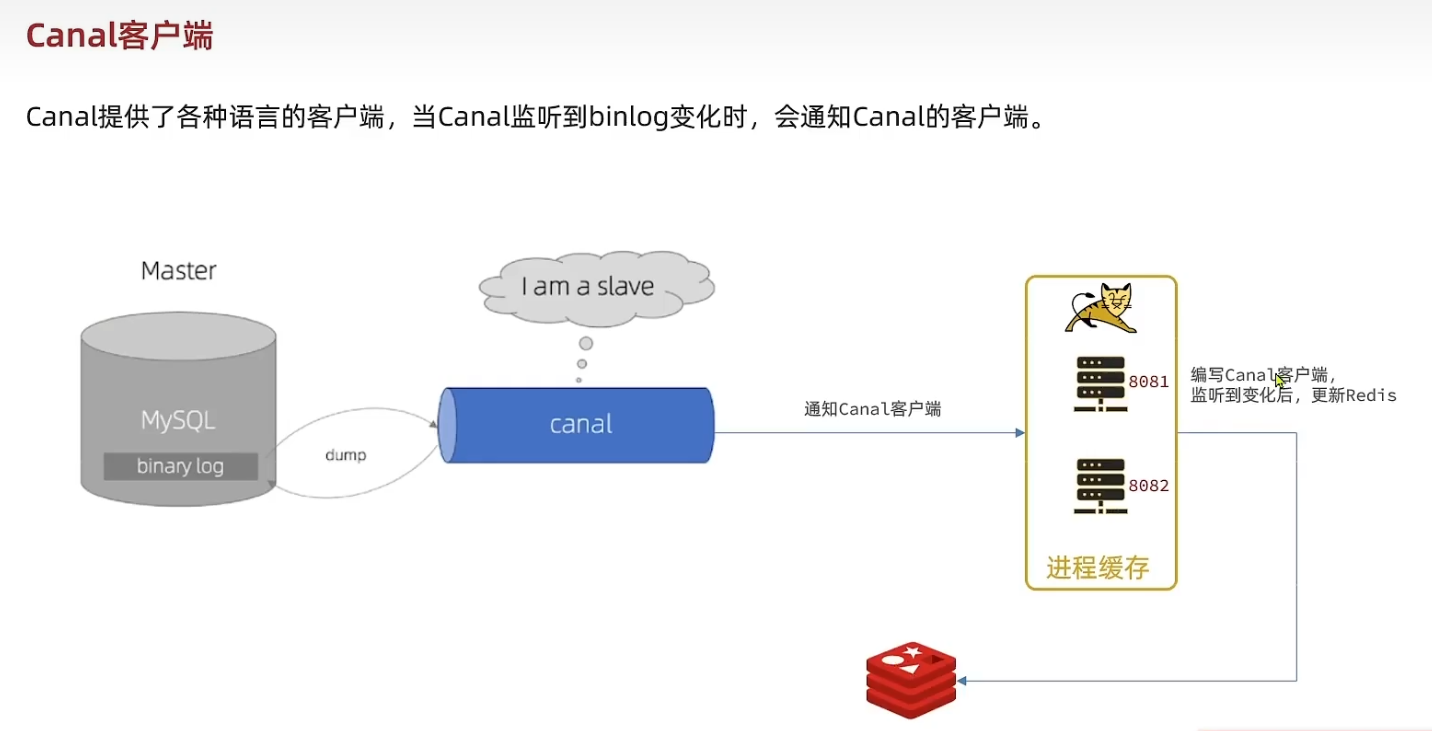 Canal客户端
Canal提供了各种语言的客户端，当Canal监听到binlog变化时，会通知Canal的客户端。
Master
I am a slave
MySQL
binary log
dump
canal
通知Canal客户端
8081
编写Canal客户端，
监听到变化后，更新Redis
8082
进程缓存